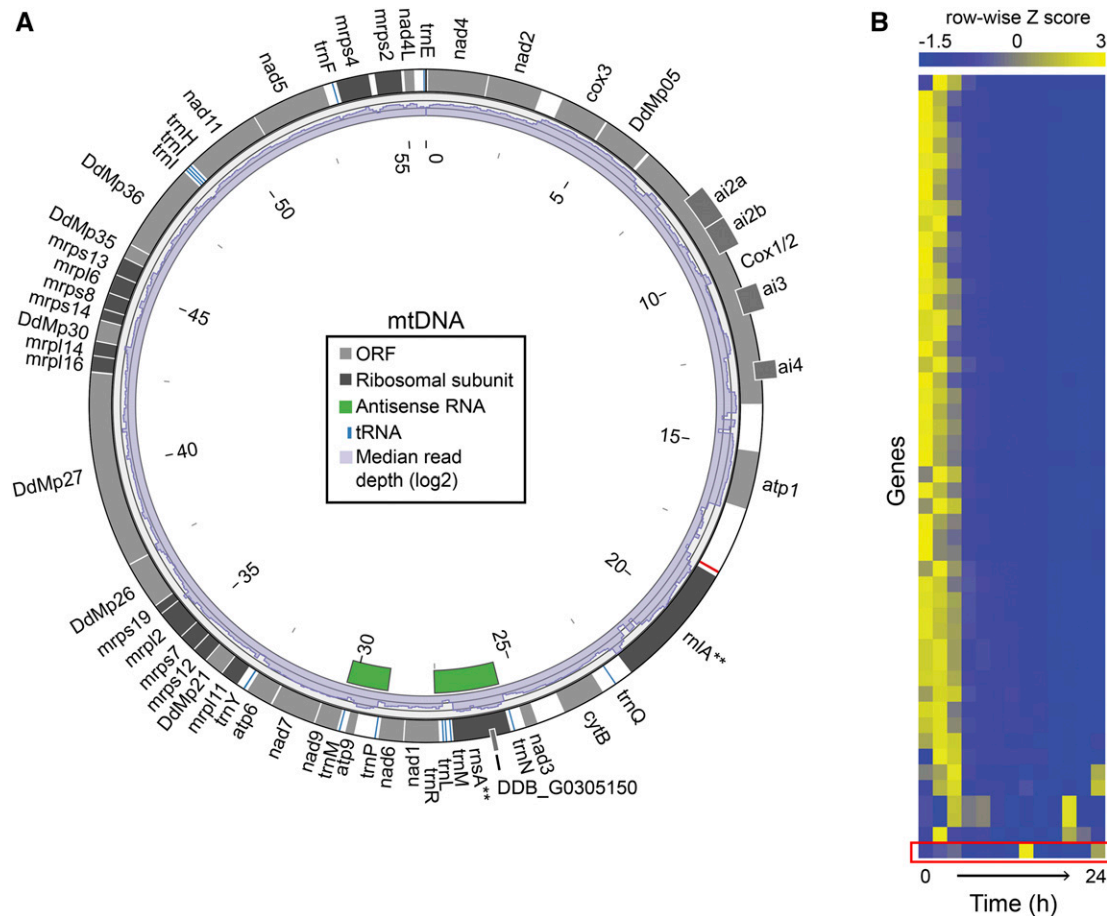 A
trnE
nad4L
mrps2
mrps4
trnF
nad5
nad11
trnH
trnI
trnI
DdMp36
DdMp35
mrps13
mrpl6
mrps8
mrps14
DdMp30
mrpl14
mrpl16
DdMp27
DdMp26
mrps19
mrpl2
mrps7
mrps12
DdMp21
mrpl11
trnY
atp6
nad7
nad9
trnM
atp9
trnP
nad6
nad1
trnR
trnL
trnM
rnsA**
DDB_G0305150
trnN
nad3
cytB
trnQ
rnlA**
atp1
ai4
ai3
Cox1/2
ai2b
ai2a
DdMp05
cox3
nad2
nad4
0
5
10
15
20
25
30
35
40
45
50
55
mtDNA
ORF
Ribosomal subunit
Antisense RNA
tRNA
Median read
depth (log2)
B
row-wise Z score
-1.5 0 3
Genes
0 24
Time (h)